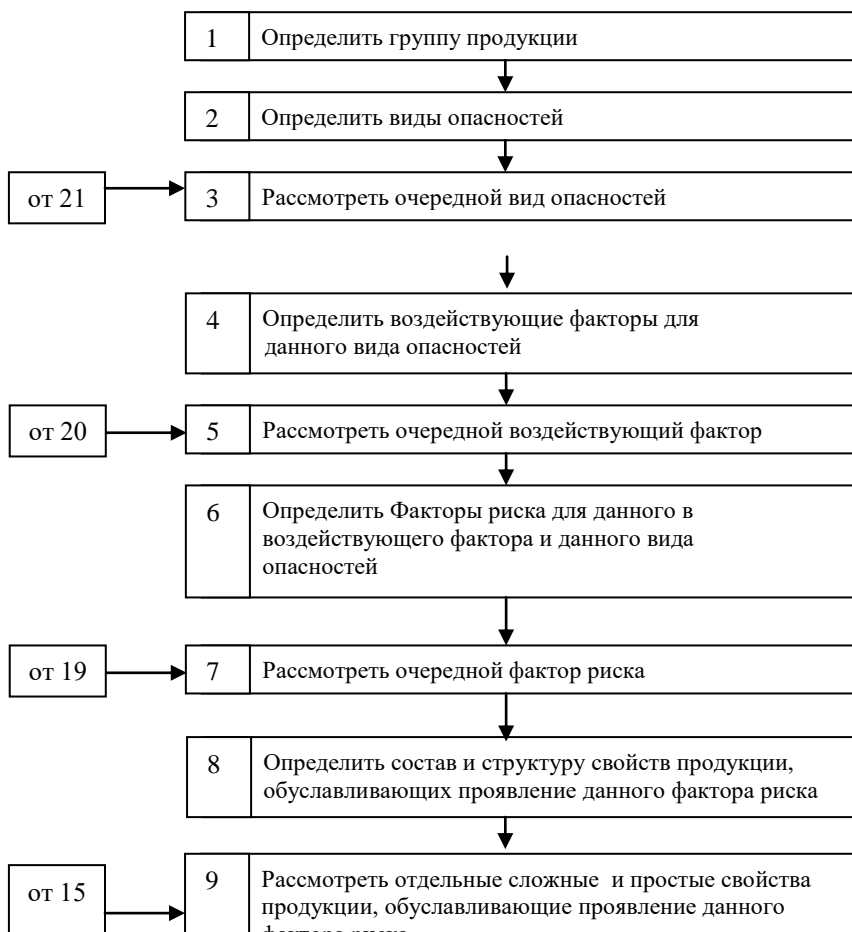 1 Определить группу продукции
2 Определить виды опасностей
от 21
3 Рассмотреть очередной вид опасностей
4 Определить воздействующие факторы для
данного вида опасностей
от 20
5 Рассмотреть очередной воздействующий фактор
6 Определить Факторы риска для данного в
воздействующего фактора и данного вида
опасностей
от 19
7 Рассмотреть очередной фактор риска
8 Определить состав и структуру свойств продукции,
обуславливающих проявление данного фактора риска
от 15
9 Рассмотреть отдельные сложные и простые свойства
продукции, обуславливающие проявление данного